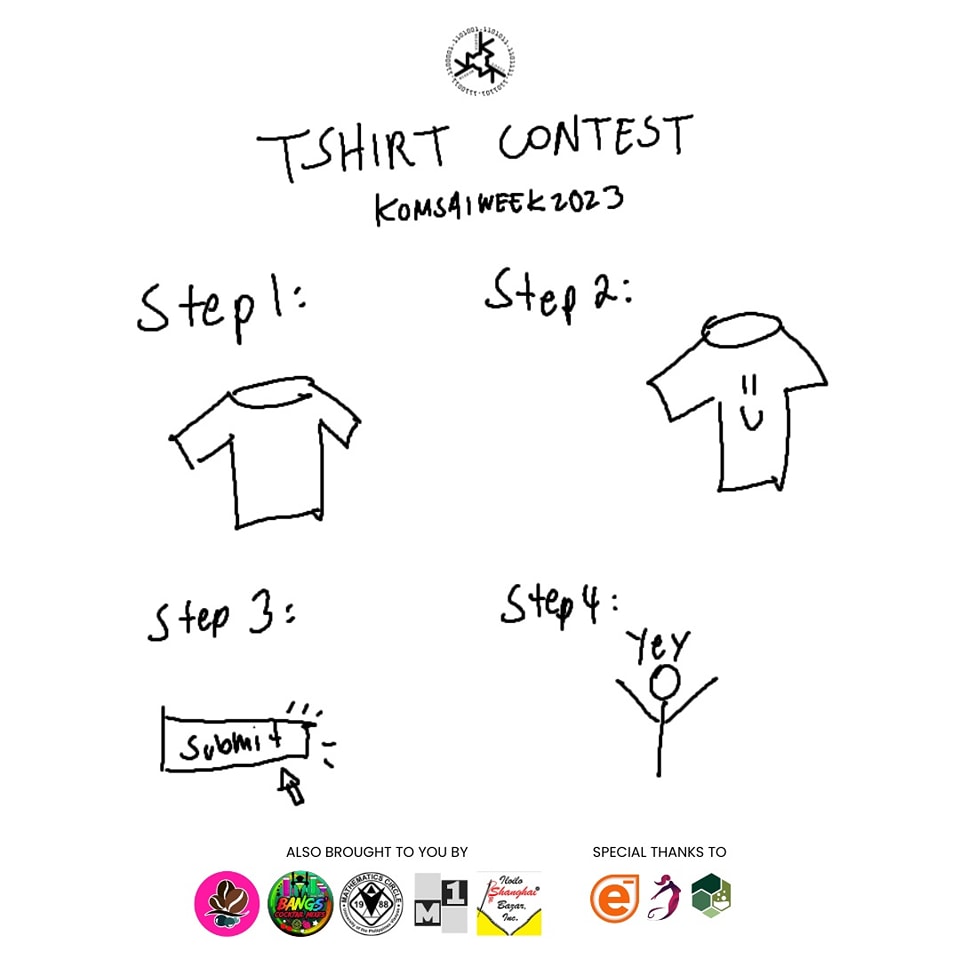 TSHIRT CONTEST
KOMSAIWEEK2023
Step 1:
Step 2:
Step 3:
Submit
Step 4:
YeY
ALSO BROUGHT TO YOU BY
SPECIAL THANKS TO
BANGS
COCKTAIL MIXES
MATHEMATICS CIRCLE
1988
M1
Iloilo
Shanghai
Bazar,
Inc.
e